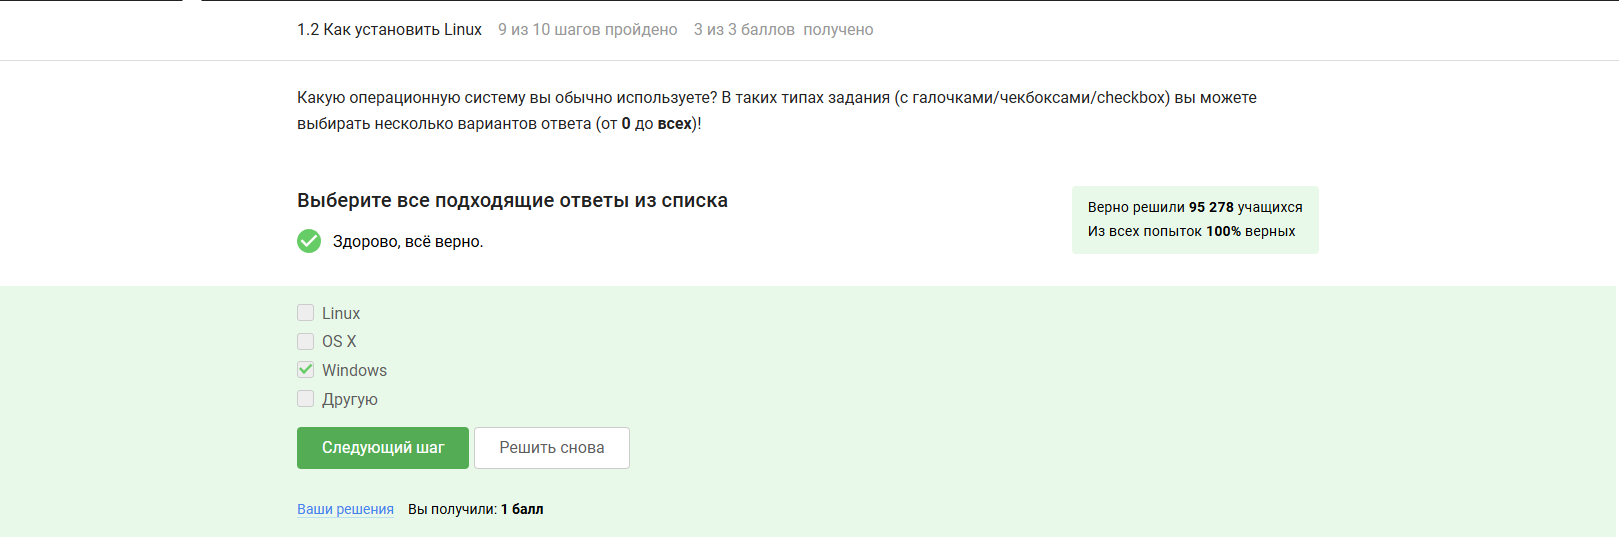 1.2 Как установить Linux 9 из 10 шагов пройдено 3 из 3 баллов получено
Какую операционную систему вы обычно используете? В таких типах задания (с галочками/чекбоксами/checkbox) вы можете
выбирать несколько вариантов ответа (от 0 до всех)!
Выберите все подходящие ответы из списка
Верно решили 95 278 учащихся
Из всех попыток 100% верных
Здорово, всё верно.
Linux
OS X
Windows
Другую
Следующий шаг
Решить снова
Ваши решения Вы получили: 1 балл